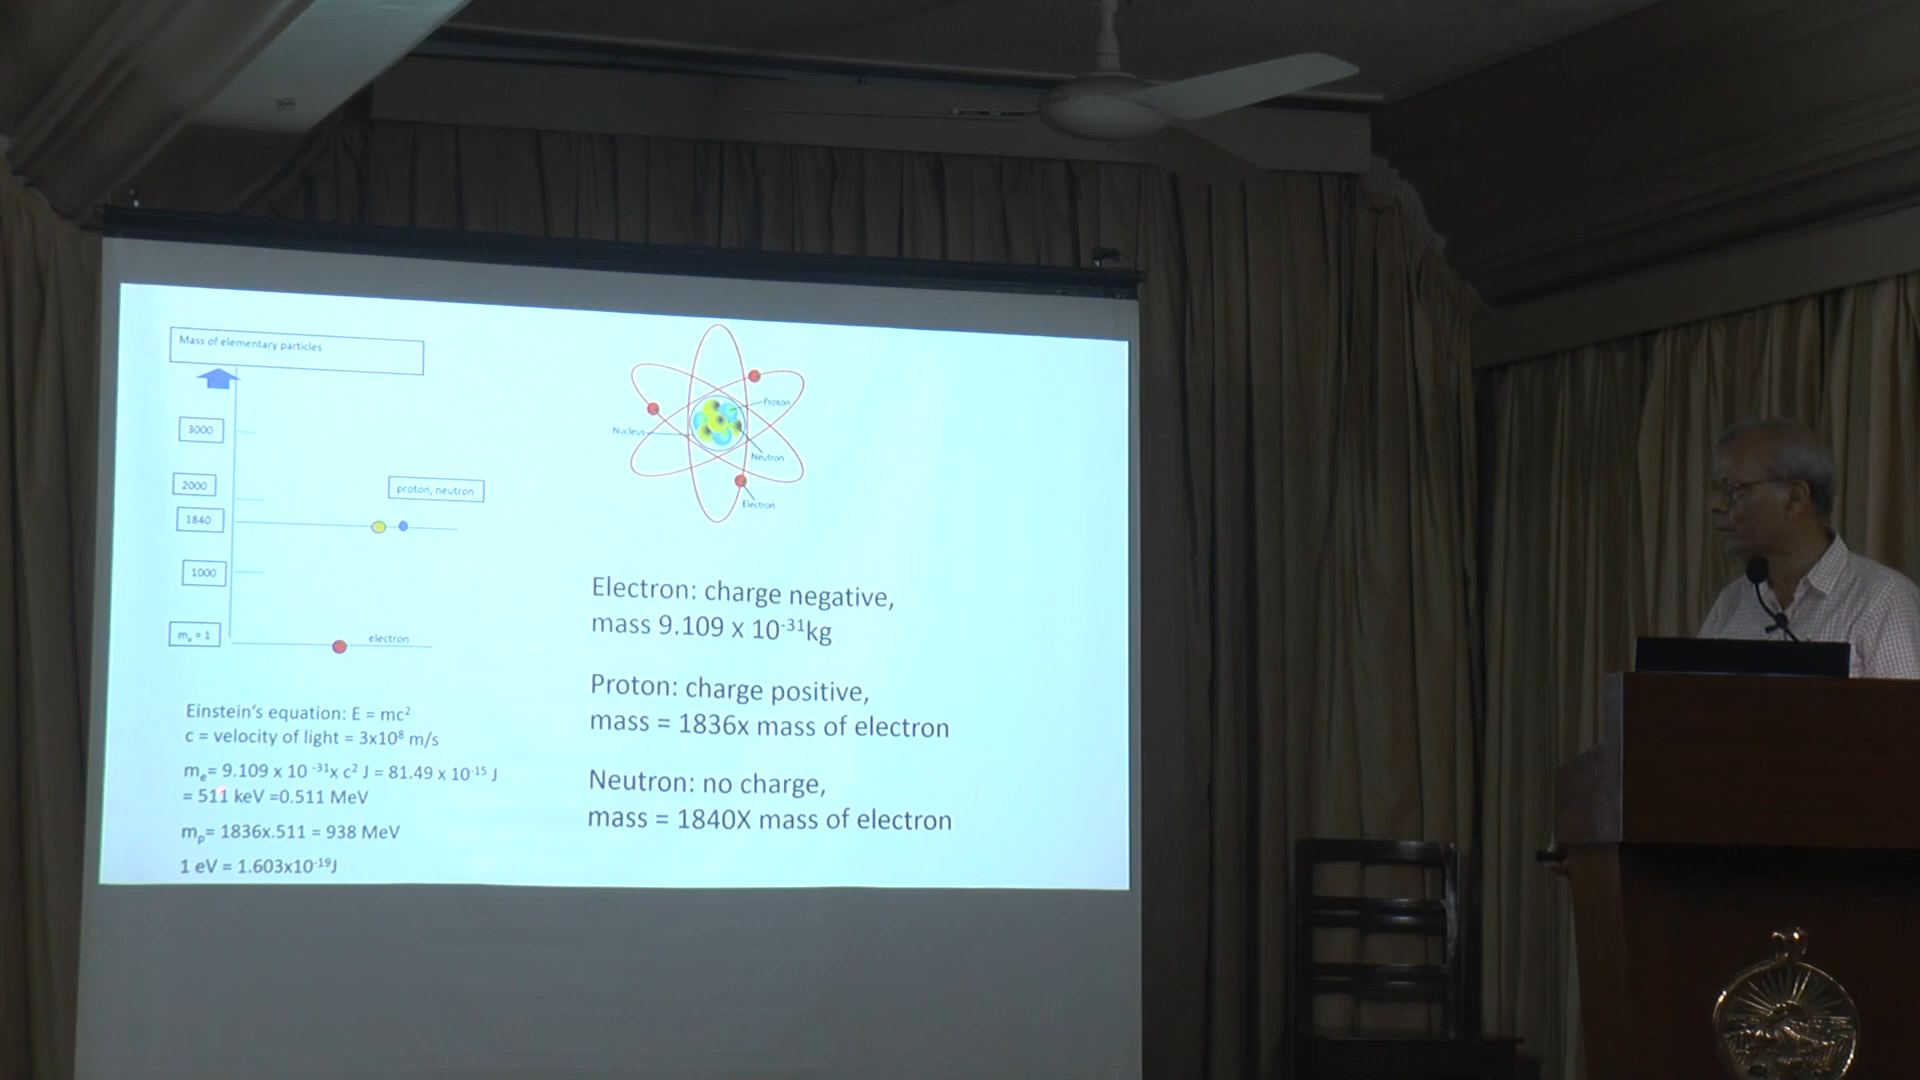 Mass of elementary particles
3000
2000
1840
1000
mₑ = 1
proton, neutron
electron
Einstein's equation: E = mc²
c = velocity of light = 3x10⁸ m/s
mₑ= 9.109 x 10 ⁻³¹x c² J = 81.49 x 10⁻¹⁵ J
= 511 keV =0.511 MeV
mₚ= 1836x.511 = 938 MeV
1 eV = 1.603x10⁻¹⁹J
Proton
Nucleus
Neutron
Electron
Electron: charge negative,
mass 9.109 x 10⁻³¹kg
Proton: charge positive,
mass = 1836x mass of electron
Neutron: no charge,
mass = 1840X mass of electron